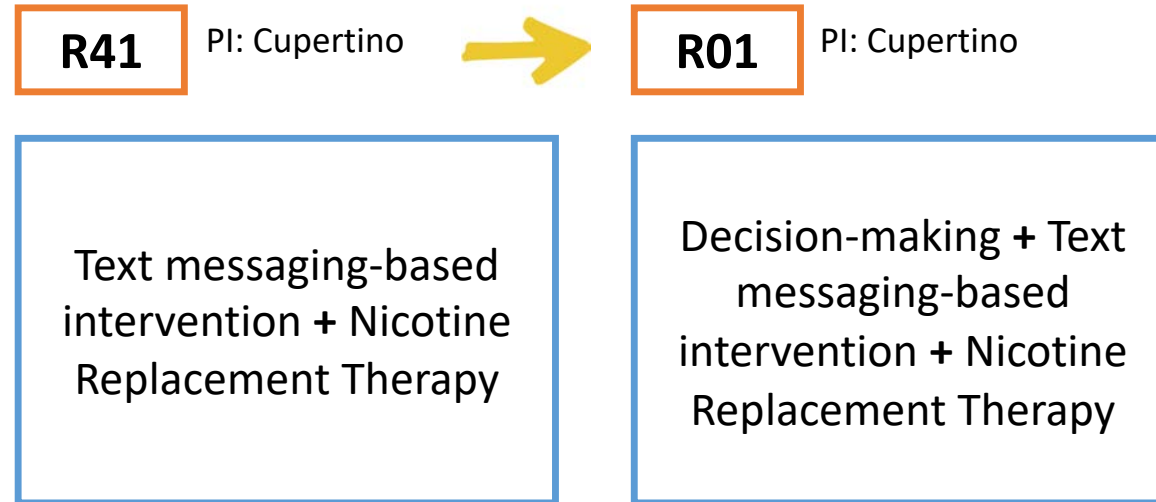 R41
PI: Cupertino
R01
PI: Cupertino
Text messaging-based
intervention + Nicotine
Replacement Therapy
Decision-making + Text
messaging-based
intervention + Nicotine
Replacement Therapy